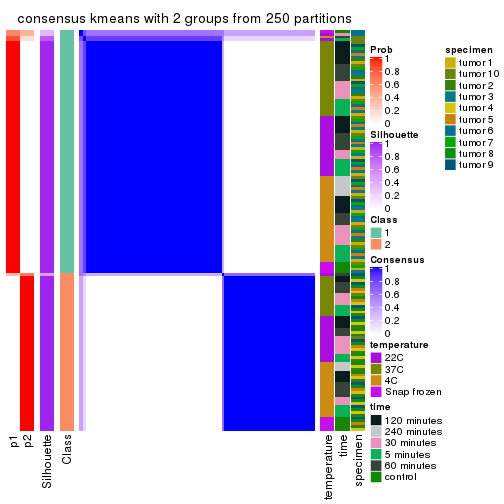 consensus kmeans with 2 groups from 250 partitions
p1
p2
Silhouette
Class
temperature
time
specimen
Prob
1
0.8
0.6
0.4
0.2
0
Silhouette
1
0.8
0.6
0.4
0.2
0
Class
1
2
Consensus
1
0.8
0.6
0.4
0.2
0
temperature
22C
37C
4C
Snap frozen
time
120 minutes
240 minutes
30 minutes
5 minutes
60 minutes
control
specimen
tumor 1
tumor 10
tumor 2
tumor 3
tumor 4
tumor 5
tumor 6
tumor 7
tumor 8
tumor 9